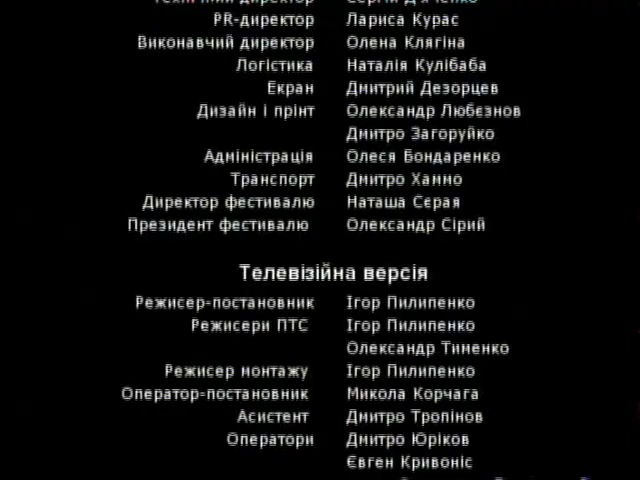 PR-директор Лариса Курас
Виконавчий директор Олена Клягіна
Логістика Наталія Кулібаба
Екран Дмитрий Дезорцев
Дизайн і прінт Олександр Любєзнов
Дмитро Загоруйко
Адміністрація Олеся Бондаренко
Транспорт Дмитро Хаммо
Директор фестивалю Наташа Сєрая
Президент фестивалю Олександр Сірий
Телевізійна версія
Режисер-постановник Ігор Пилипенко
Режисери ПТС Ігор Пилипенко
Олександр Тименко
Режисер монтажу Ігор Пилипенко
Оператор-постановник Микола Корчага
Асистент Дмитро Тропінов
Оператори Дмитро Юріков
Євген Кривоніс